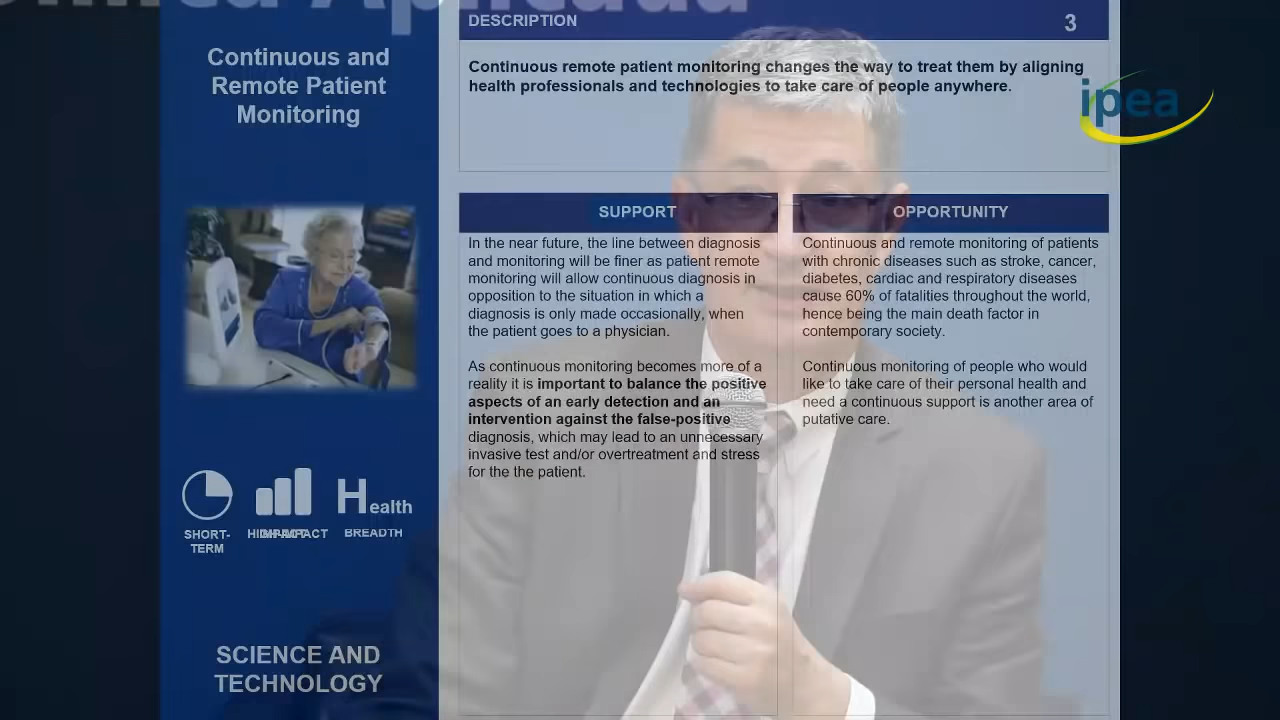 Aplicada
Continuous and
Remote Patient
Monitoring
SHORT-
TERM
Health
BREADTH
SCIENCE AND
TECHNOLOGY
DESCRIPTION
3
Continuous remote patient monitoring changes the way to treat them by aligning
health professionals and technologies to take care of people anywhere.
ipea
SUPPORT
In the near future, the line between diagnosis
and monitoring will be finer as patient remote
monitoring will allow continuous diagnosis in
opposition to the situation in which a
diagnosis is only made occasionally, when
the patient goes to a physician.
As continuous monitoring becomes more of a
reality it is important to balance the positive
aspects of an early detection and an
intervention against the false-positive
diagnosis, which may lead to an unnecessary
invasive test and/or overtreatment and stress
for the the patient.
OPPORTUNITY
Continuous and remote monitoring of patients
with chronic diseases such as stroke, cancer,
diabetes, cardiac and respiratory diseases
cause 60% of fatalities throughout the world,
hence being the main death factor in
contemporary society.
Continuous monitoring of people who would
like to take care of their personal health and
need a continuous support is another area of
putative care.